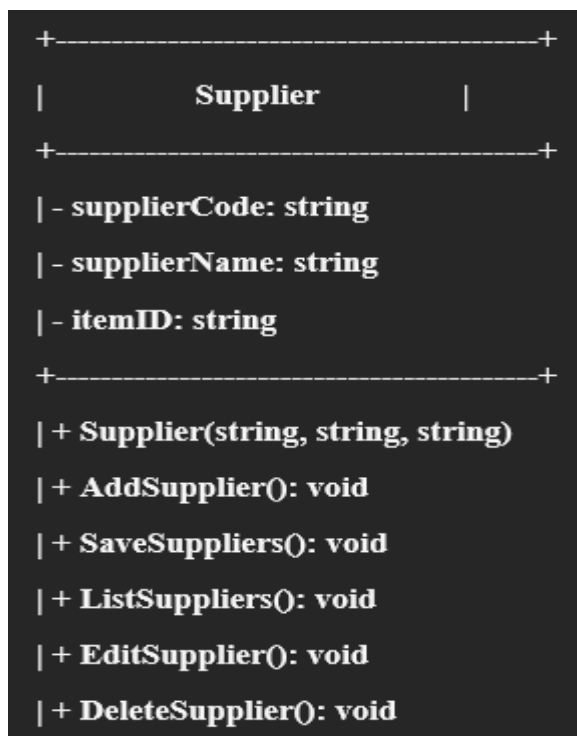 +-------------------------------------------+
| Supplier |
+-------------------------------------------+
| - supplierCode: string
| - supplierName: string
| - itemID: string
+-------------------------------------------+
| + Supplier(string, string, string)
| + AddSupplier(): void
| + SaveSuppliers(): void
| + ListSuppliers(): void
| + EditSupplier(): void
| + DeleteSupplier(): void